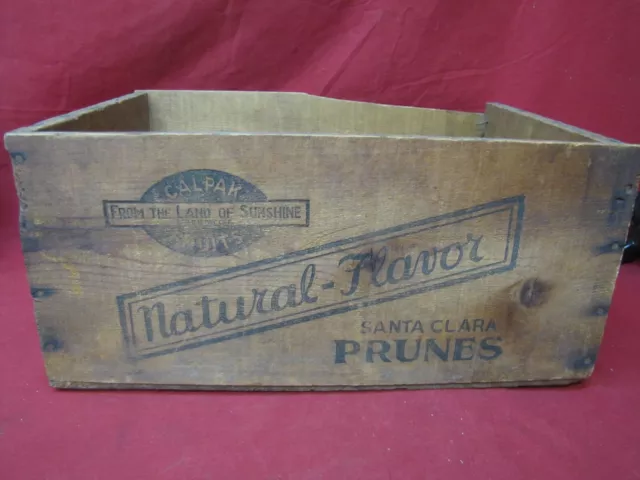 CALPAK
FROM THE LAND OF SUNSHINE
Natural-Flavor
SANTA CLARA
PRUNES